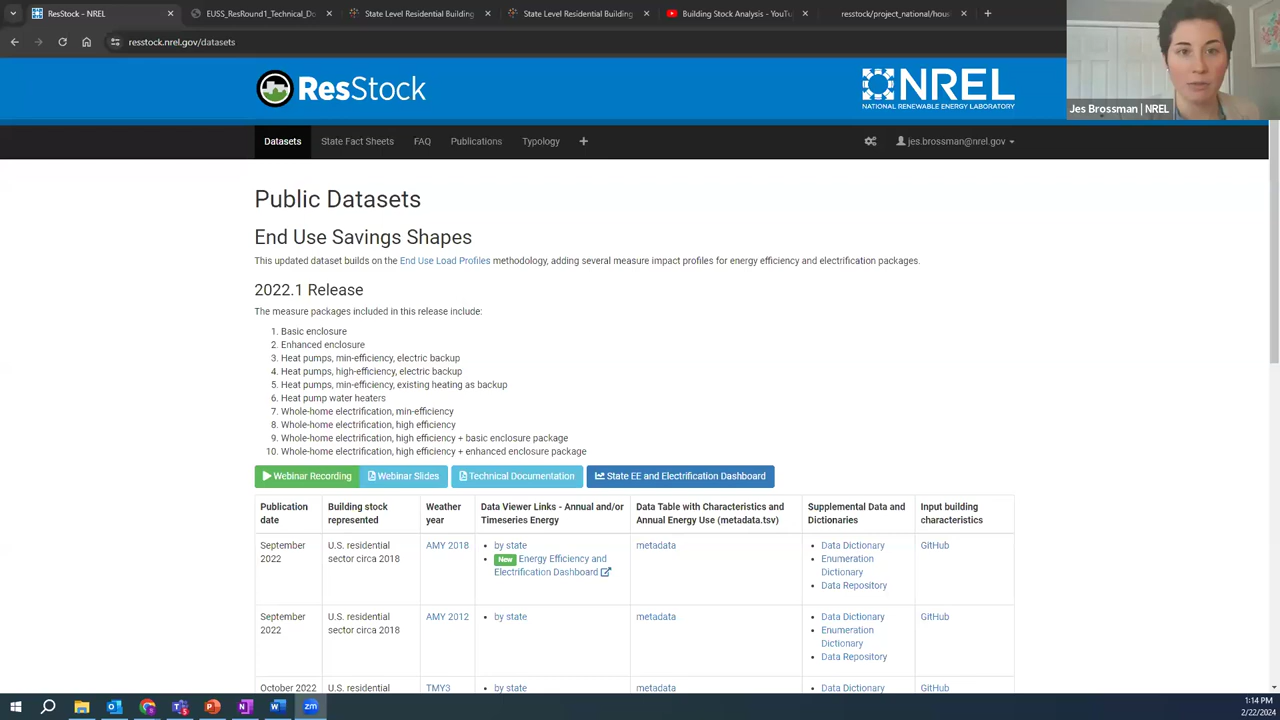 ResStock - NREL
EUSS_ResRound1_Technical_Do
State Level Residential Building
State Level Residential Building
Building Stock Analysis - YouTu
resstock/project_national/hous
resstock.nrel.gov/datasets
ResStock
NREL
NATIONAL RENEWABLE ENERGY LABORATORY
Jes Brossman | NREL
Datasets
State Fact Sheets
FAQ
Publications
Typology
jes.brossman@nrel.gov
Public Datasets
End Use Savings Shapes
This updated dataset builds on the End Use Load Profiles methodology, adding several measure impact profiles for energy efficiency and electrification packages.
2022.1 Release
The measure packages included in this release include:
1. Basic enclosure
2. Enhanced enclosure
3. Heat pumps, min-efficiency, electric backup
4. Heat pumps, high-efficiency, electric backup
5. Heat pumps, min-efficiency, existing heating as backup
6. Heat pump water heaters
7. Whole-home electrification, min-efficiency
8. Whole-home electrification, high efficiency
9. Whole-home electrification, high efficiency + basic enclosure package
10. Whole-home electrification, high efficiency + enhanced enclosure package
Webinar Recording
Webinar Slides
Technical Documentation
State EE and Electrification Dashboard
Publication
date
Building stock
represented
Weather
year
Data Viewer Links - Annual and/or
Timeseries Energy
Data Table with Characteristics and
Annual Energy Use (metadata.tsv)
Supplemental Data and
Dictionaries
Input building
characteristics
September
2022
U.S. residential
sector circa 2018
AMY 2018
by state
New Energy Efficiency and
Electrification Dashboard
metadata
Data Dictionary
Enumeration
Dictionary
Data Repository
GitHub
September
2022
U.S. residential
sector circa 2018
AMY 2012
by state
metadata
Data Dictionary
Enumeration
Dictionary
Data Repository
GitHub
October 2022
U.S. residential
TMY3
by state
metadata
Data Dictionary
GitHub
zm
1:14 PM
2/22/2024